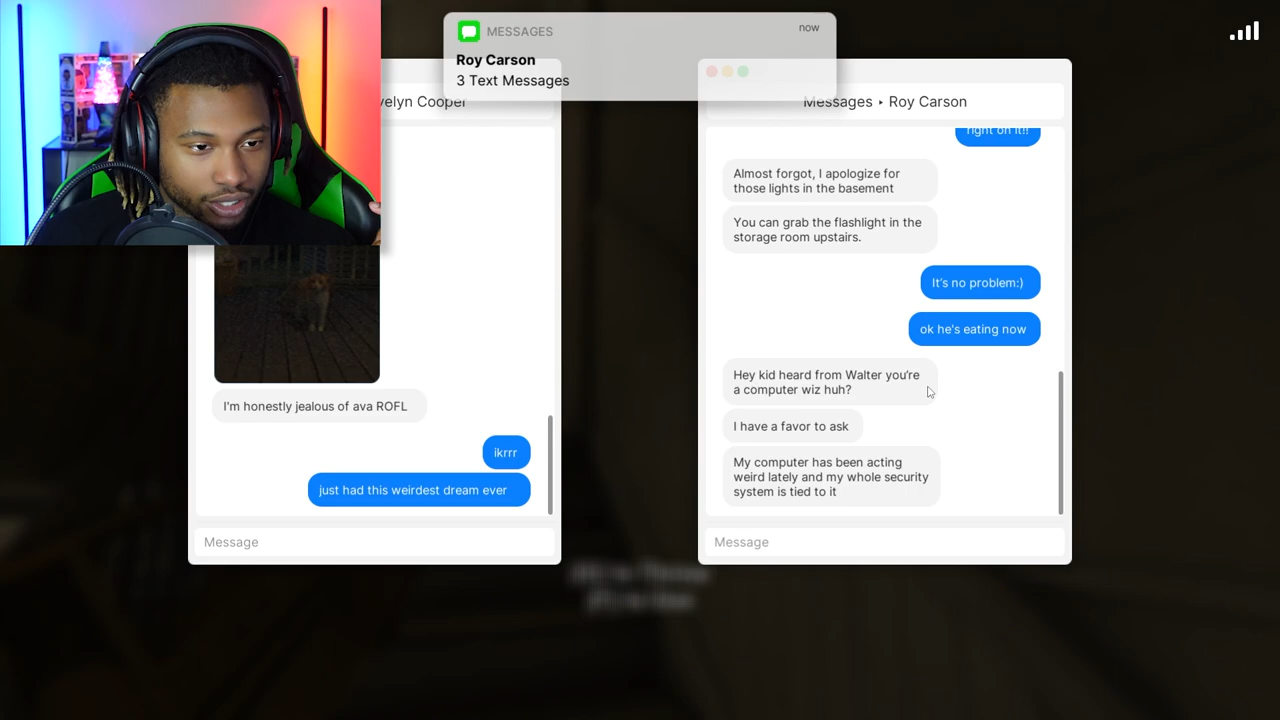 MESSAGES
now
Roy Carson
3 Text Messages
velyn Cooper
I'm honestly jealous of ava ROFL
ikrrr
just had this weirdest dream ever
Message
Messages ‣ Roy Carson
right on it!!
Almost forgot, I apologize for
those lights in the basement
You can grab the flashlight in the
storage room upstairs.
It's no problem:)
ok he's eating now
Hey kid heard from Walter you're
a computer wiz huh?
I have a favor to ask
My computer has been acting
weird lately and my whole security
system is tied to it
Message